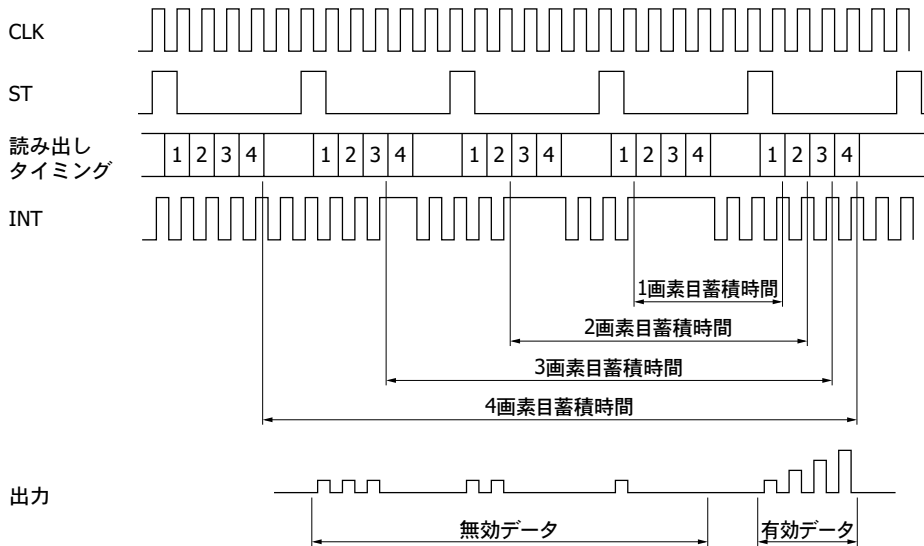 CLK
ST
読み出し
タイミング
1 2 3 4 1 2 3 4 1 2 3 4 1 2 3 4 1 2 3 4
INT
1画素目蓄積時間
2画素目蓄積時間
3画素目蓄積時間
4画素目蓄積時間
出力
無効データ 有効データ